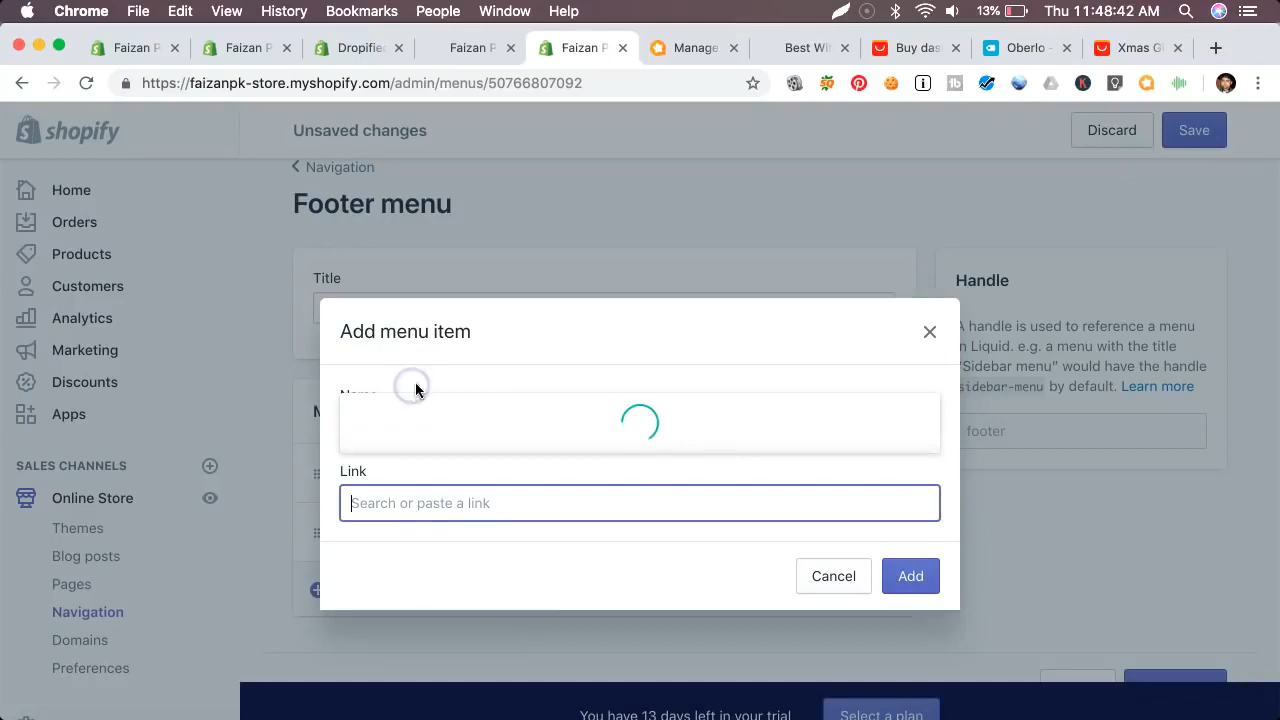 Chrome File Edit View History Bookmarks People Window Help 13% Thu 11:48:42 AM
Faizan P Faizan P Dropifie Faizan P Faizan P Manage Best Wi Buy das Oberlo - Xmas G
https://faizanpk-store.myshopify.com/admin/menus/50766807092
shopify
Unsaved changes
Discard
Save
Home
Orders
Products
Customers
Analytics
Marketing
Discounts
Apps
SALES CHANNELS
Online Store
Themes
Blog posts
Pages
Navigation
Domains
Preferences
Navigation
Footer menu
Title
Handle
A handle is used to reference a menu
in Liquid. e.g. a menu with the title
"Sidebar menu" would have the handle
sidebar-menu by default. Learn more
footer
Add menu item
Name
Link
Search or paste a link
Cancel
Add
You have 13 days left in your trial
Select a plan